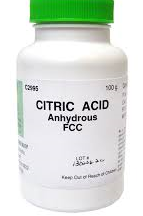 C2995 100 g
CITRIC ACID
Anhydrous
FCC
LOT #
Keep Out of Reach of Children